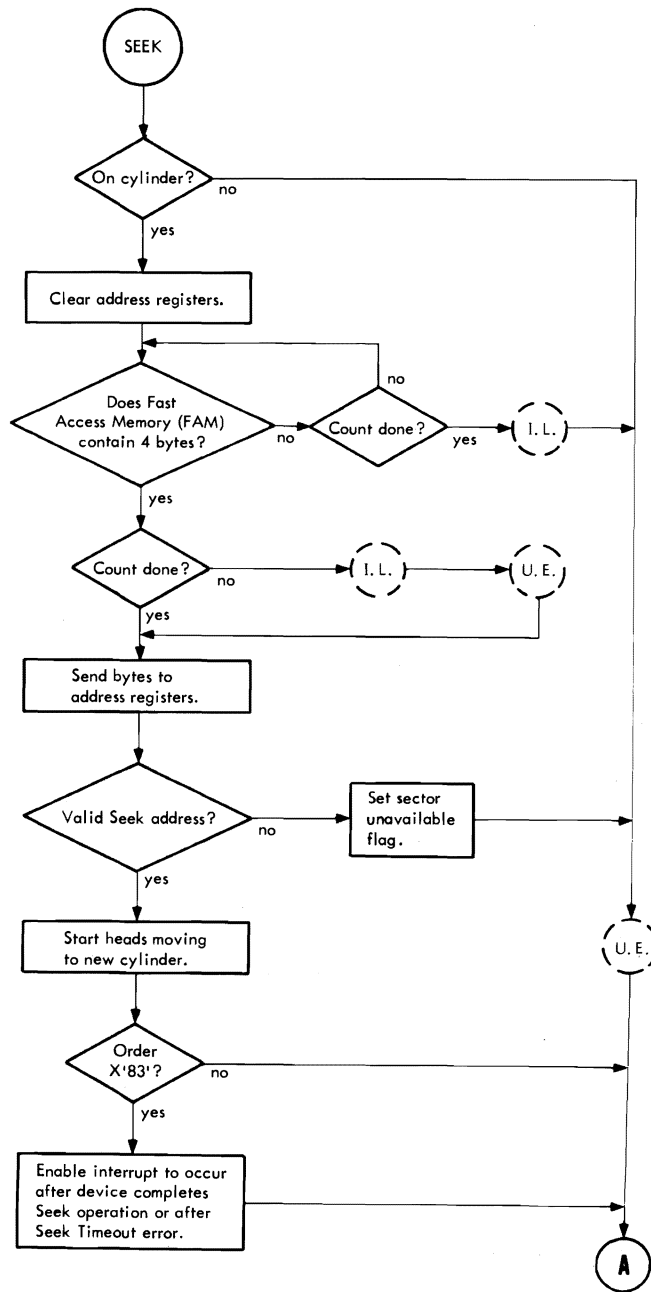 SEEK
On cylinder?
no
yes
Clear address registers.
no
Does Fast
Access Memory (FAM)
contain 4 bytes?
no
Count done?
yes
I.L.
yes
Count done?
no
I.L.
U.E.
yes
Send bytes to
address registers.
Valid Seek address?
no
Set sector
unavailable
flag.
yes
Start heads moving
to new cylinder.
U.E.
Order
X'83'?
no
yes
Enable interrupt to occur
after device completes
Seek operation or after
Seek Timeout error.
A